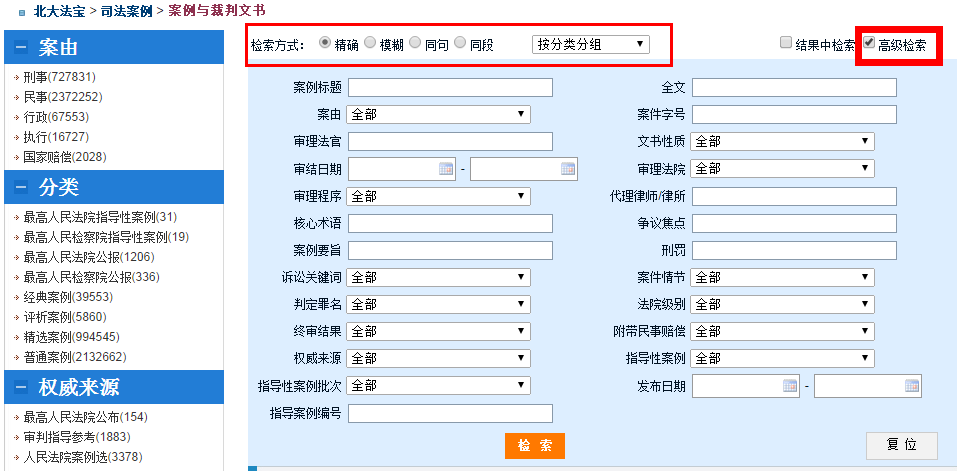 北大法宝 > 司法案例 > 案例与裁判文书
案由
刑事(727831)
民事(2372252)
行政(67553)
执行(16727)
国家赔偿(2028)
分类
最高人民法院指导性案例(31)
最高人民检察院指导性案例(19)
最高人民法院公报(1206)
最高人民检察院公报(336)
经典案例(39553)
评析案例(5860)
精选案例(994545)
普通案例(2132662)
权威来源
最高人民法院公布(154)
审判指导参考(1883)
人民法院案例选(3378)
检索方式： 精确 模糊 同句 同段 按分类分组 结果中检索 高级检索
案例标题 全文
案由 全部 案件字号
审理法官 文书性质 全部
审结日期 - 审理法院 全部
审理程序 全部 代理律师/律所
核心术语 争议焦点
案例要旨 刑罚
诉讼关键词 全部 案件情节 全部
判定罪名 全部 法院级别 全部
终审结果 全部 附带民事赔偿 全部
权威来源 全部 指导性案例 全部
指导性案例批次 全部 发布日期 -
指导案例编号
检 索 复 位